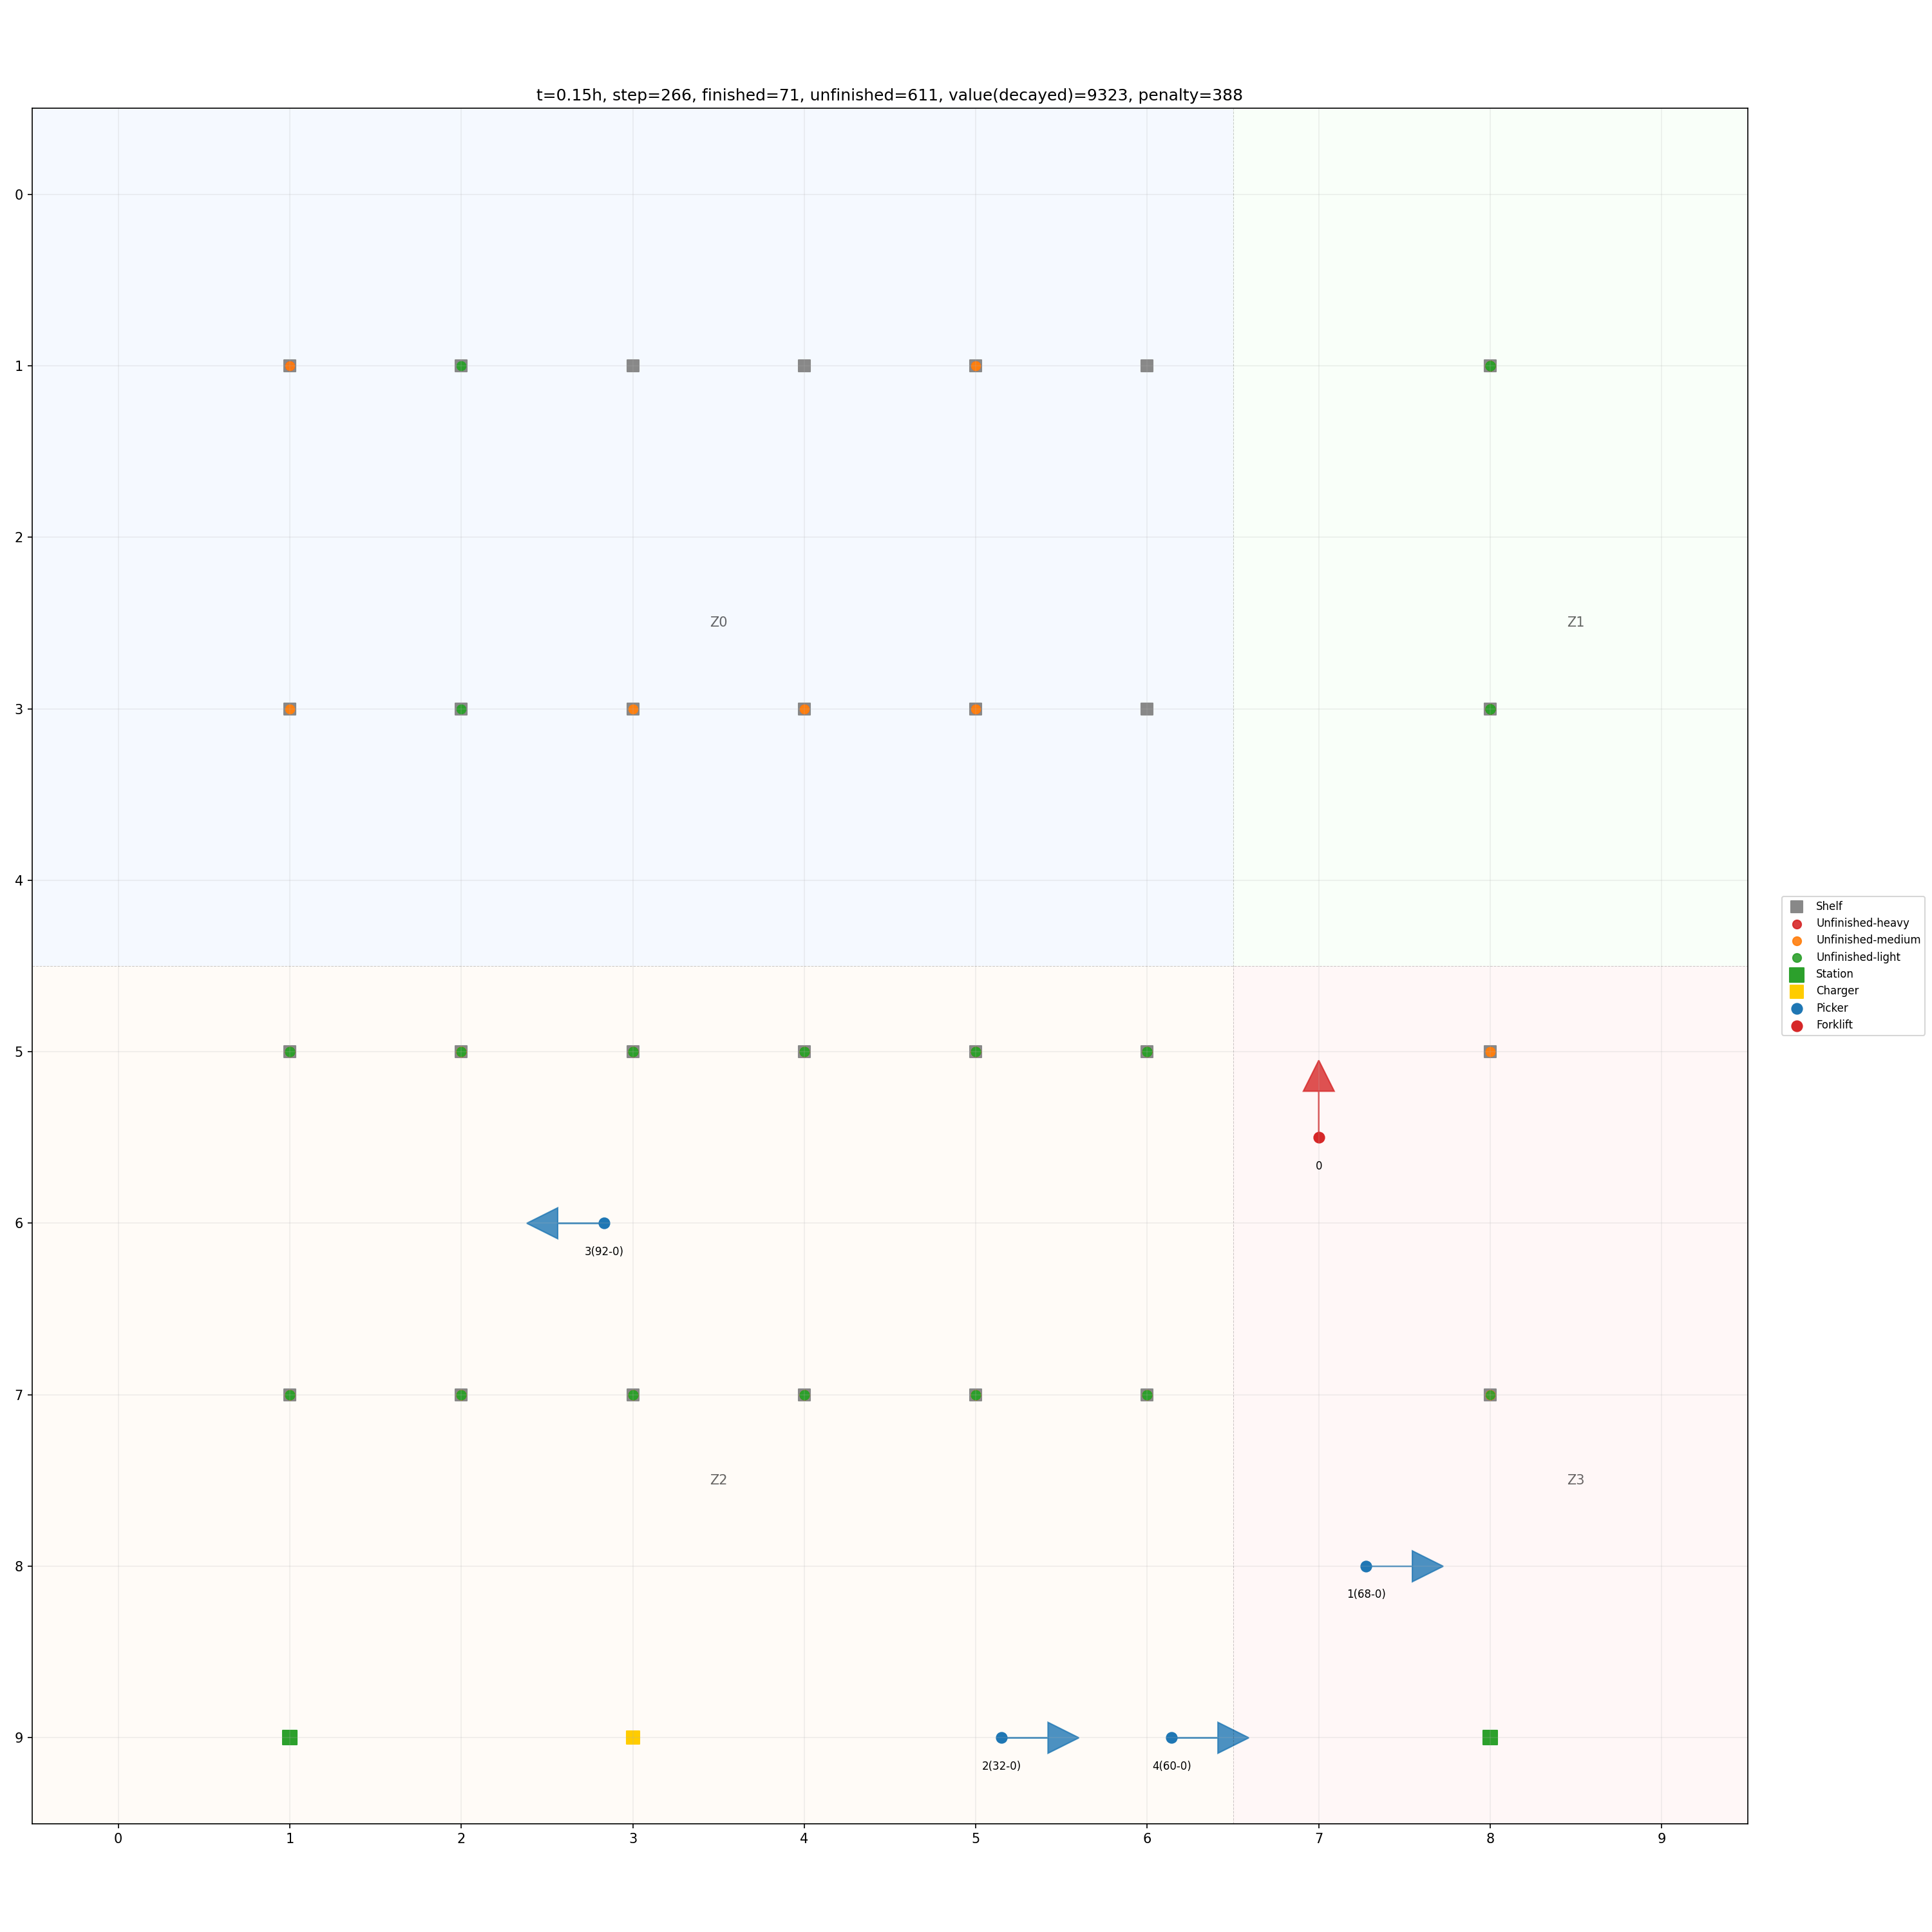 t=0.15h, step=266, finished=71, unfinished=611, value(decayed)=9323, penalty=388
0
1
2
Z0
Z1
3
4
Shelf
Unfinished-heavy
Unfinished-medium
Unfinished-light
Station
Charger
Picker
Forklift
5
0
6
3(92-0)
7
Z2
Z3
8
1(68-0)
9
2(32-0)
4(60-0)
0 1 2 3 4 5 6 7 8 9